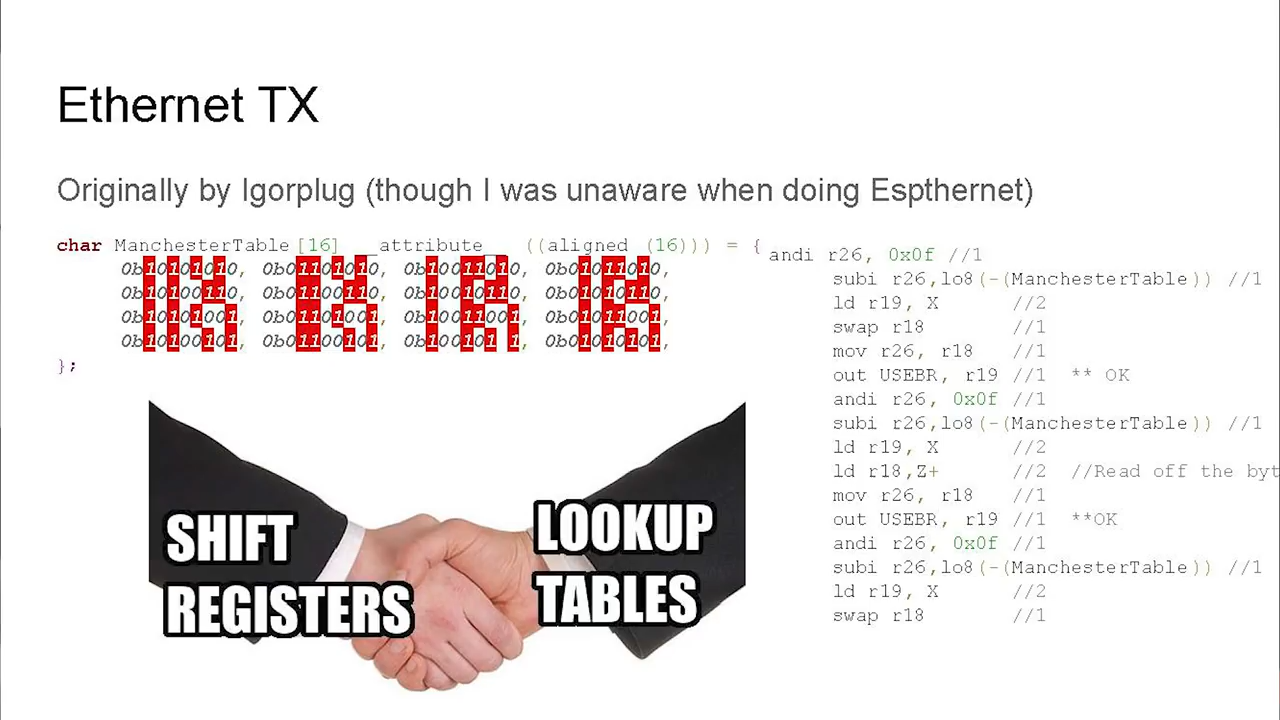 Ethernet TX
Originally by Igorplug (though I was unaware when doing Espthernet)
char ManchesterTable[16] __attribute__ ((aligned (16))) = {
0b10101010, 0b01101010, 0b10011010, 0b01011010,
0b10100110, 0b01100110, 0b10010110, 0b01010110,
0b10101001, 0b01101001, 0b10011001, 0b01011001,
0b10100101, 0b01100101, 0b10010101, 0b01010101,
};
SHIFT
REGISTERS
LOOKUP
TABLES
andi r26, 0x0f //1
subi r26,lo8(-(ManchesterTable)) //1
ld r19, X //2
swap r18 //1
mov r26, r18 //1
out USEBR, r19 //1 ** OK
andi r26, 0x0f //1
subi r26,lo8(-(ManchesterTable)) //1
ld r19, X //2
ld r18,Z+ //2 //Read off the byt
mov r26, r18 //1
out USEBR, r19 //1 **OK
andi r26, 0x0f //1
subi r26,lo8(-(ManchesterTable)) //1
ld r19, X //2
swap r18 //1